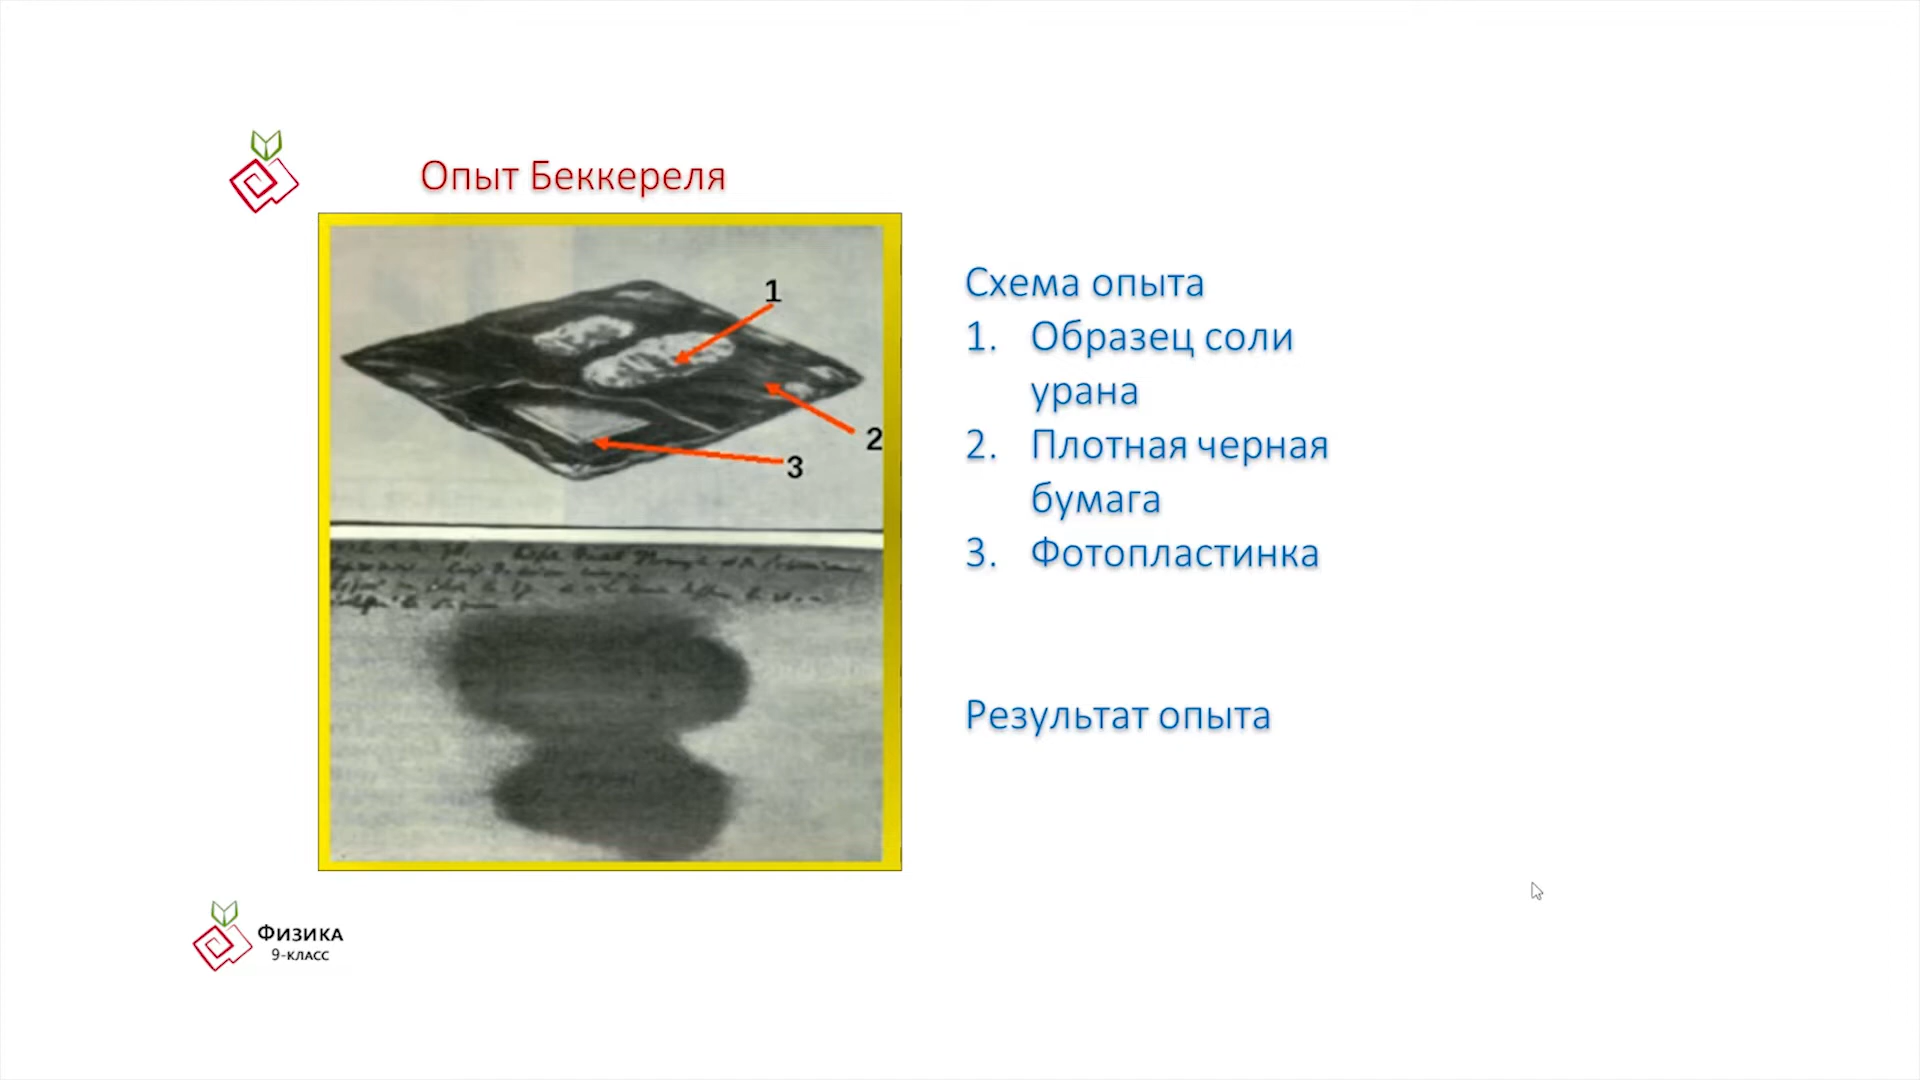 Опыт Беккереля
1
2
3
Схема опыта
1. Образец соли
урана
2. Плотная черная
бумага
3. Фотопластинка
Результат опыта
Физика
9-класс